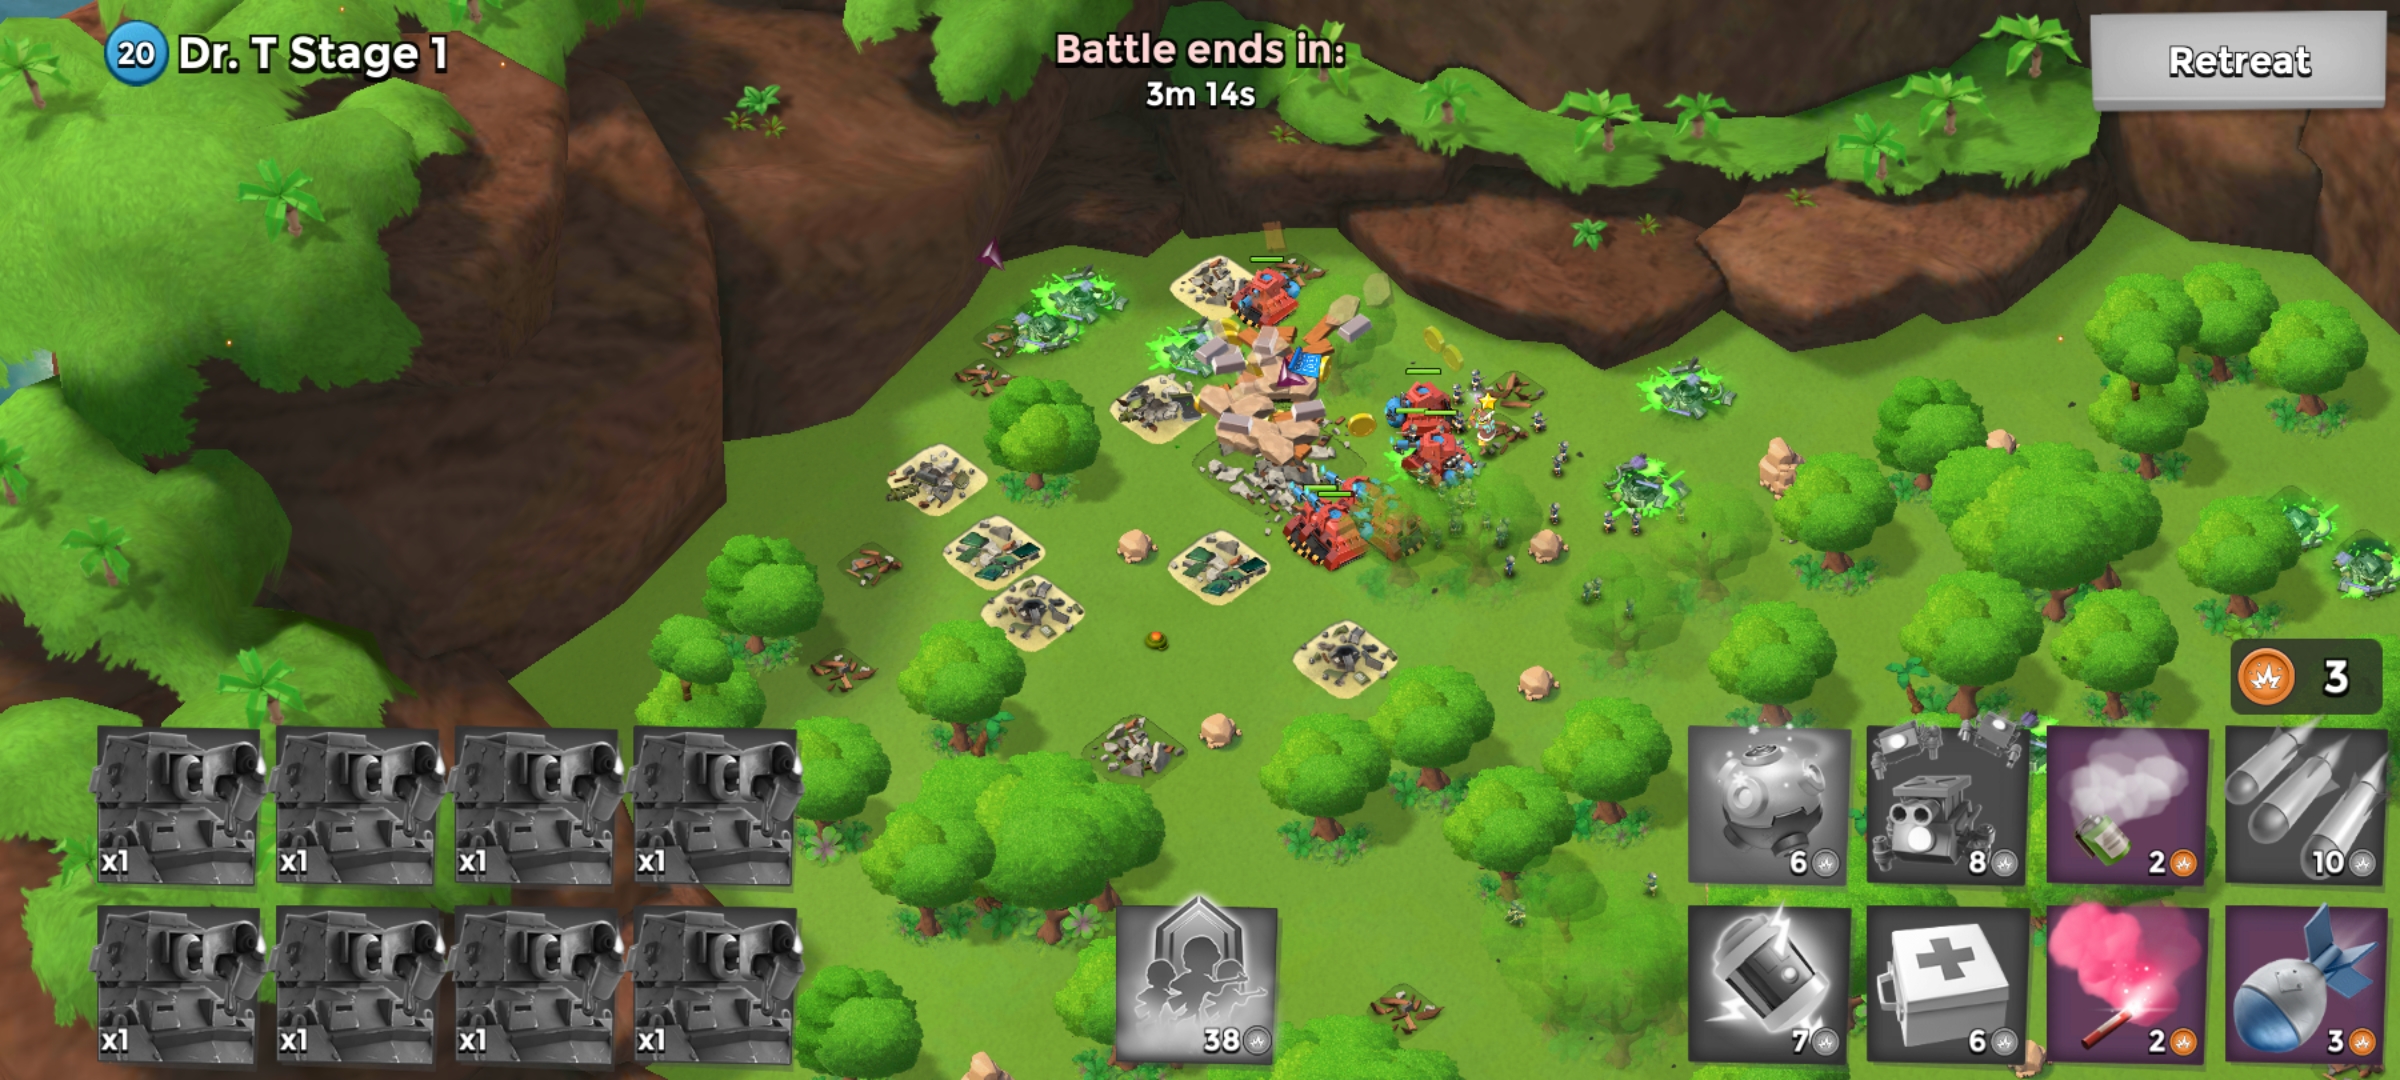 20 Dr. T Stage 1
Battle ends in:
3m 14s
Retreat
3
x1 x1 x1 x1
6 8 2 10
x1 x1 x1 x1
38
7 6 2 3